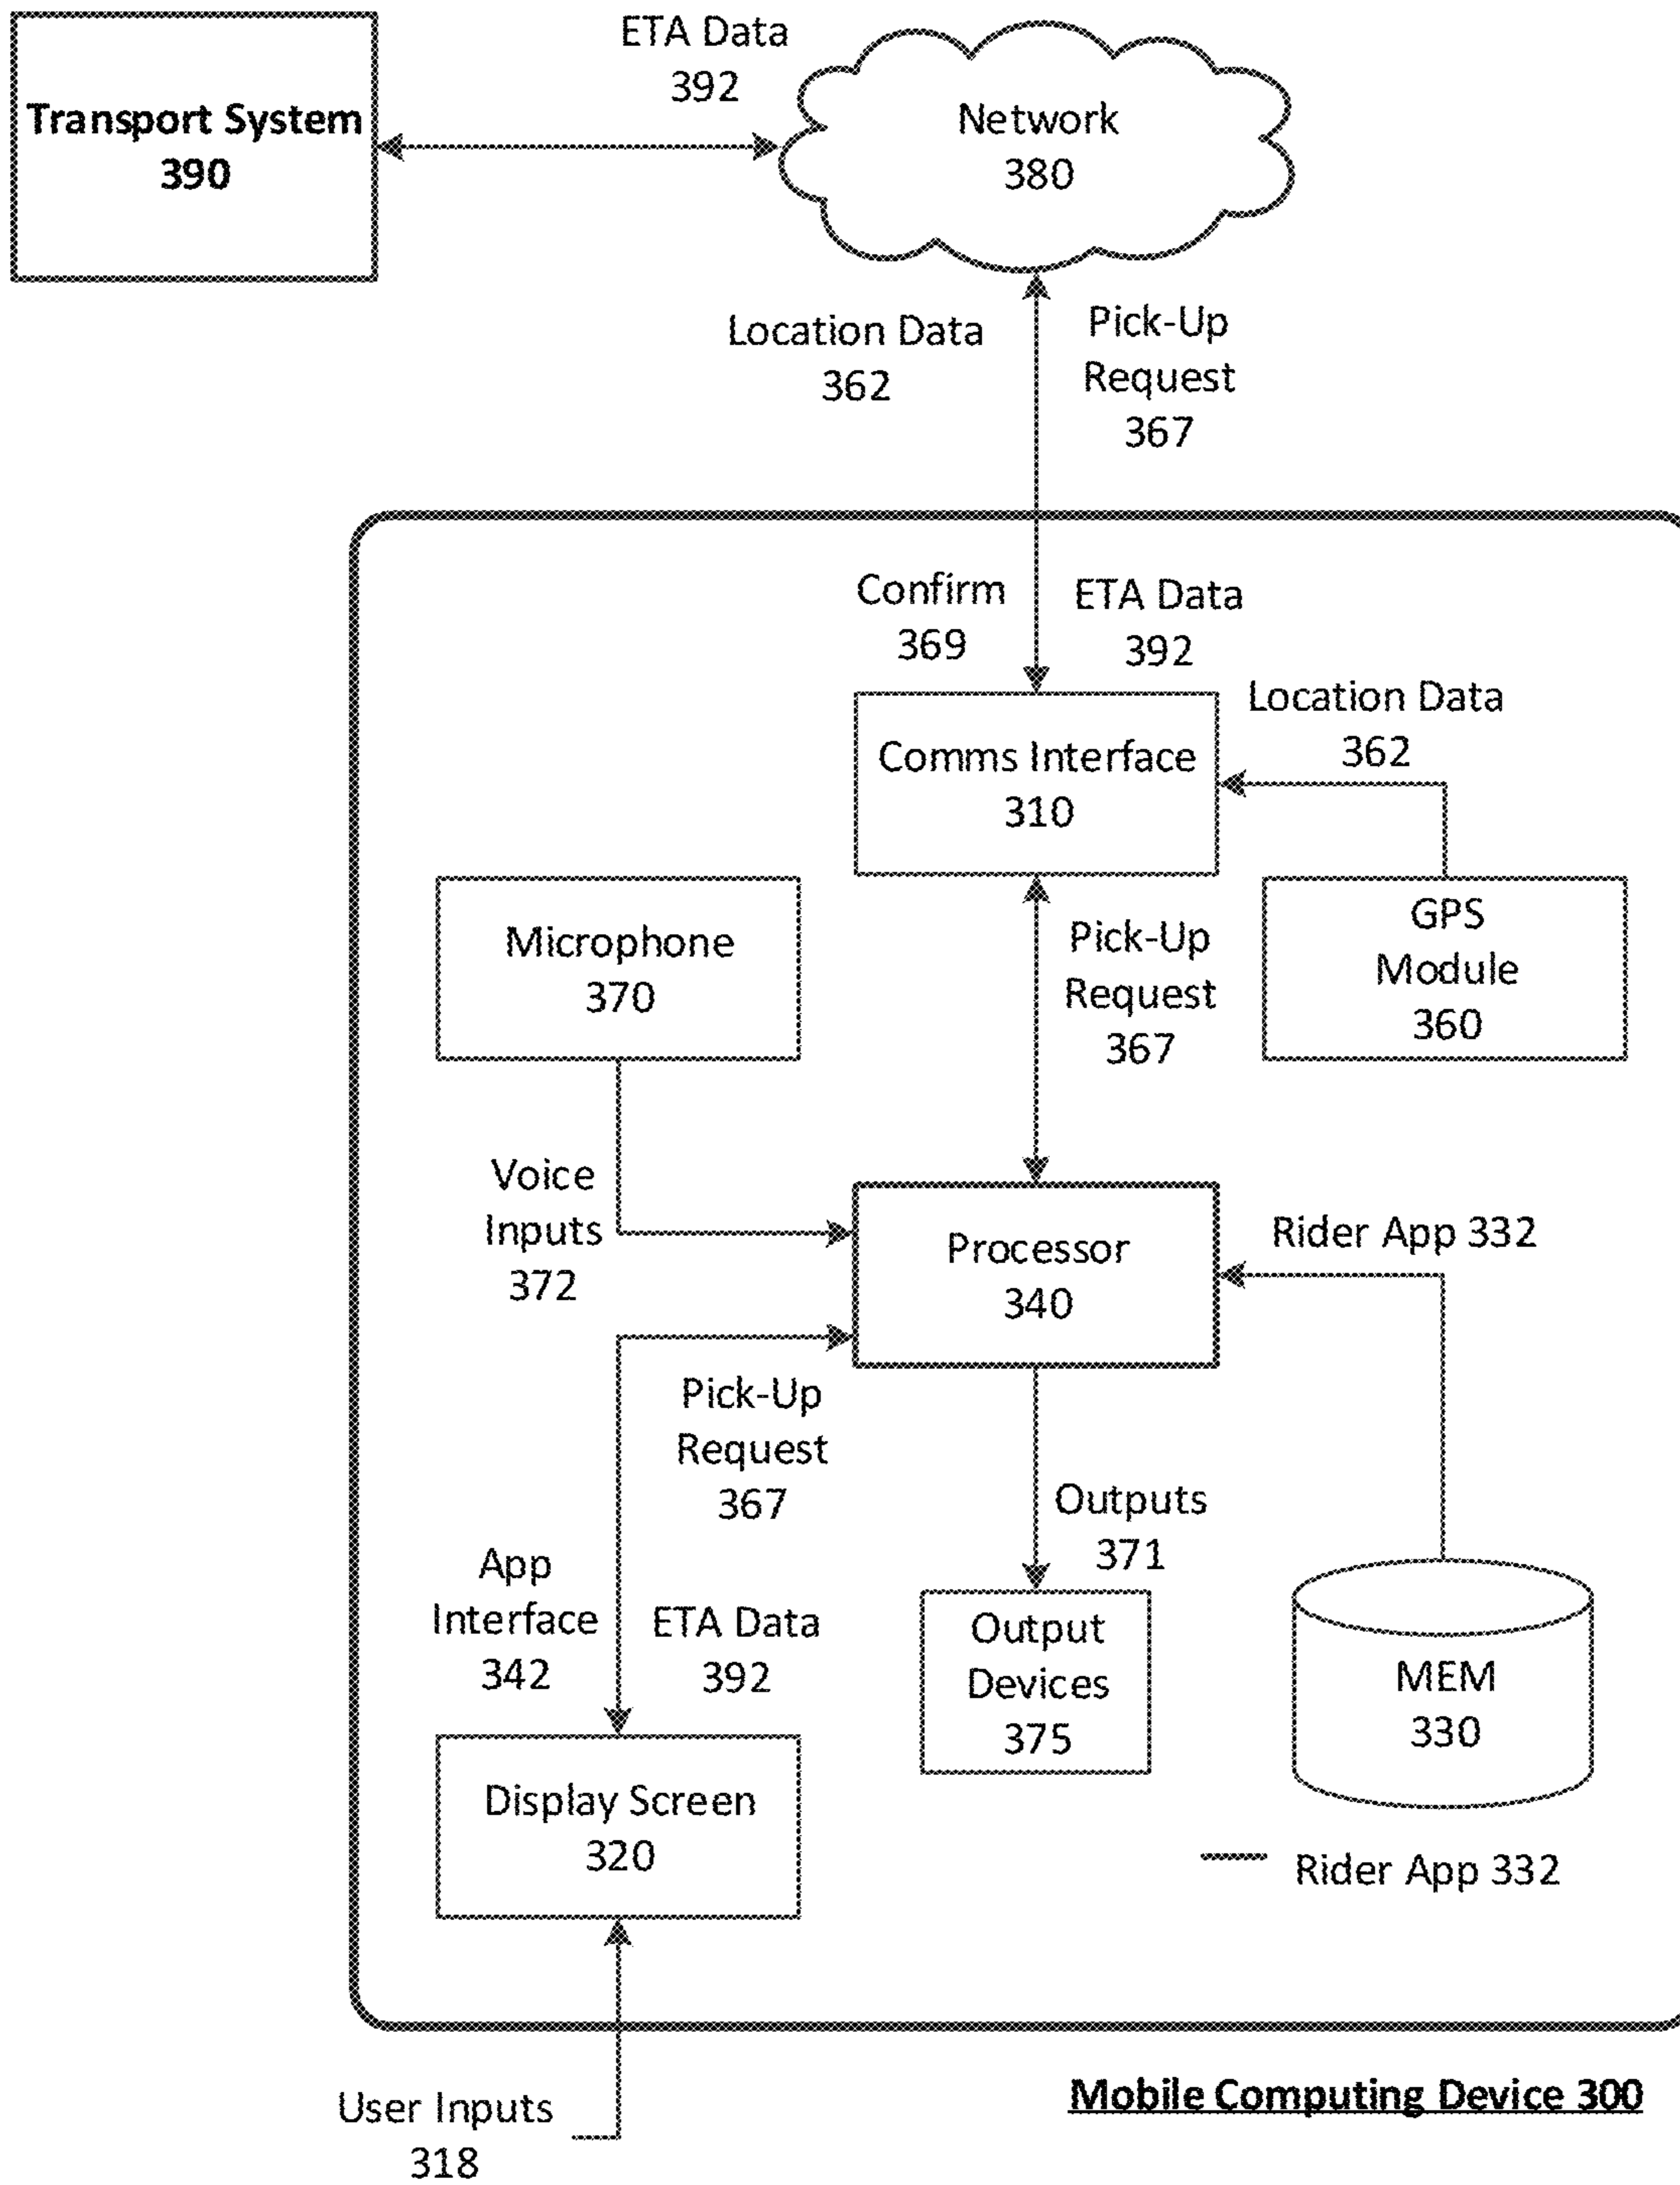 ETA Data
392
Transport System
390
Network
380
Location Data
362
Pick-Up
Request
367
Confirm
369
ETA Data
392
Location Data
362
Comms Interface
310
Microphone
370
Pick-Up
Request
367
GPS
Module
360
Voice
Inputs
372
Processor
340
Rider App 332
Pick-Up
Request
367
Outputs
371
App
Interface
342
ETA Data
392
Output
Devices
375
MEM
330
Display Screen
320
Rider App 332
Mobile Computing Device 300
User Inputs
318